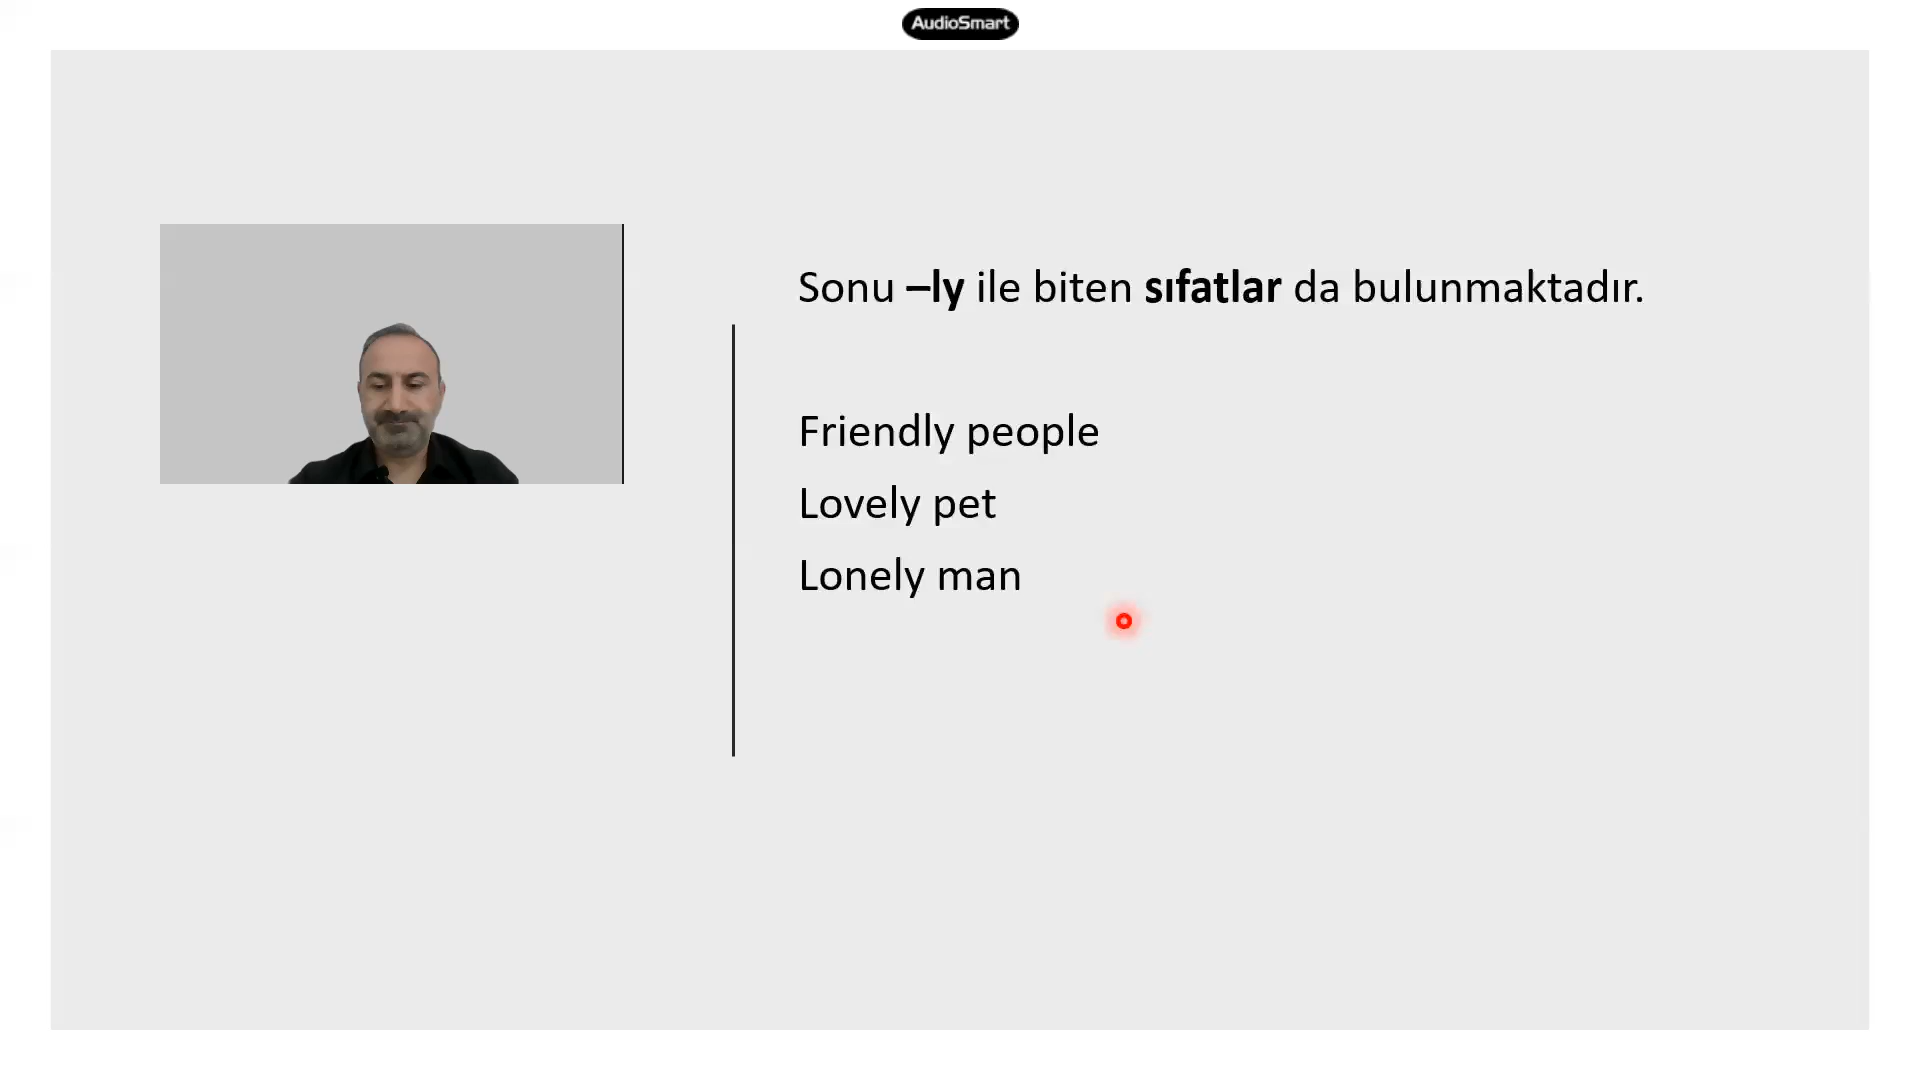 AudioSmart
Sonu –ly ile biten sıfatlar da bulunmaktadır.
Friendly people
Lovely pet
Lonely man